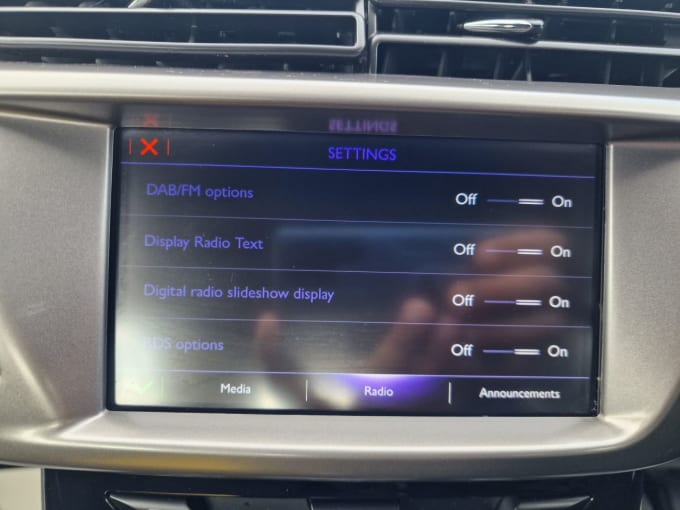 SETTINGS
DAB/FM options Off On
Display Radio Text Off On
Digital radio slideshow display Off On
RDS options Off On
Media Radio Announcements